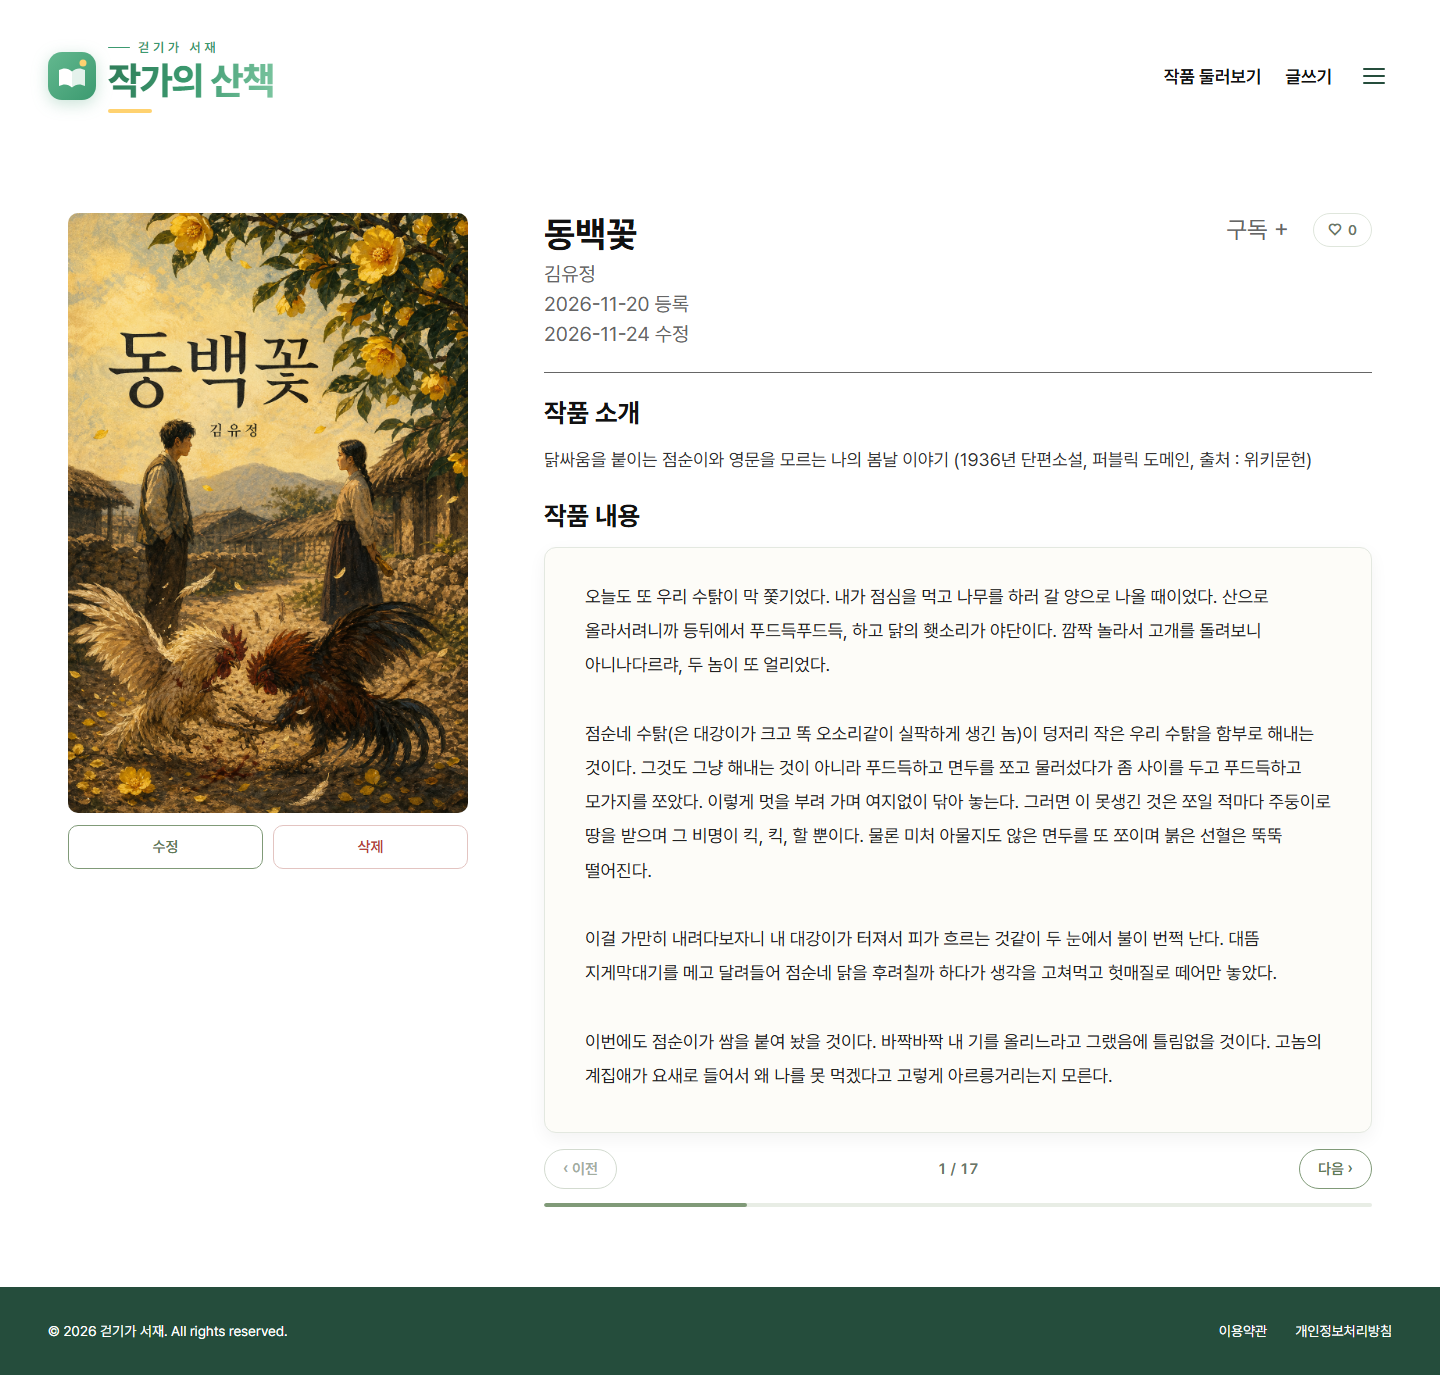 걷기가 서재
작가의 산책
작품 둘러보기 글쓰기
동백꽃
김유정
수정 삭제
동백꽃
구독 + 0
김유정
2026-11-20 등록
2026-11-24 수정
작품 소개
닭싸움을 붙이는 점순이와 영문을 모르는 나의 봄날 이야기 (1936년 단편소설, 퍼블릭 도메인, 출처 : 위키문헌)
작품 내용
오늘도 또 우리 수탉이 막 쫓기었다. 내가 점심을 먹고 나무를 하러 갈 양으로 나올 때이었다. 산으로
올라서려니까 등뒤에서 푸드득푸드득, 하고 닭의 횃소리가 야단이다. 깜짝 놀라서 고개를 돌려보니
아니나다르랴, 두 놈이 또 얼리었다.
점순네 수탉(은 대강이가 크고 똑 오소리같이 실팍하게 생긴 놈)이 덩저리 작은 우리 수탉을 함부로 해내는
것이다. 그것도 그냥 해내는 것이 아니라 푸드득하고 면두를 쪼고 물러섰다가 좀 사이를 두고 푸드득하고
모가지를 쪼았다. 이렇게 멋을 부려 가며 여지없이 닦아 놓는다. 그러면 이 못생긴 것은 쪼일 적마다 주둥이로
땅을 받으며 그 비명이 킥, 킥, 할 뿐이다. 물론 미처 아물지도 않은 면두를 또 쪼이며 붉은 선혈은 뚝뚝
떨어진다.
이걸 가만히 내려다보자니 내 대강이가 터져서 피가 흐르는 것같이 두 눈에서 불이 번쩍 난다. 대뜸
지게막대기를 메고 달려들어 점순네 닭을 후려칠까 하다가 생각을 고쳐먹고 헛매질로 떼어만 놓았다.
이번에도 점순이가 쌈을 붙여 놨을 것이다. 바짝바짝 내 기를 올리느라고 그랬음에 틀림없을 것이다. 고놈의
계집애가 요새로 들어서 왜 나를 못 먹겠다고 고렇게 아르릉거리는지 모른다.
‹ 이전 1 / 17 다음 ›
© 2026 걷기가 서재. All rights reserved. 이용약관 개인정보처리방침